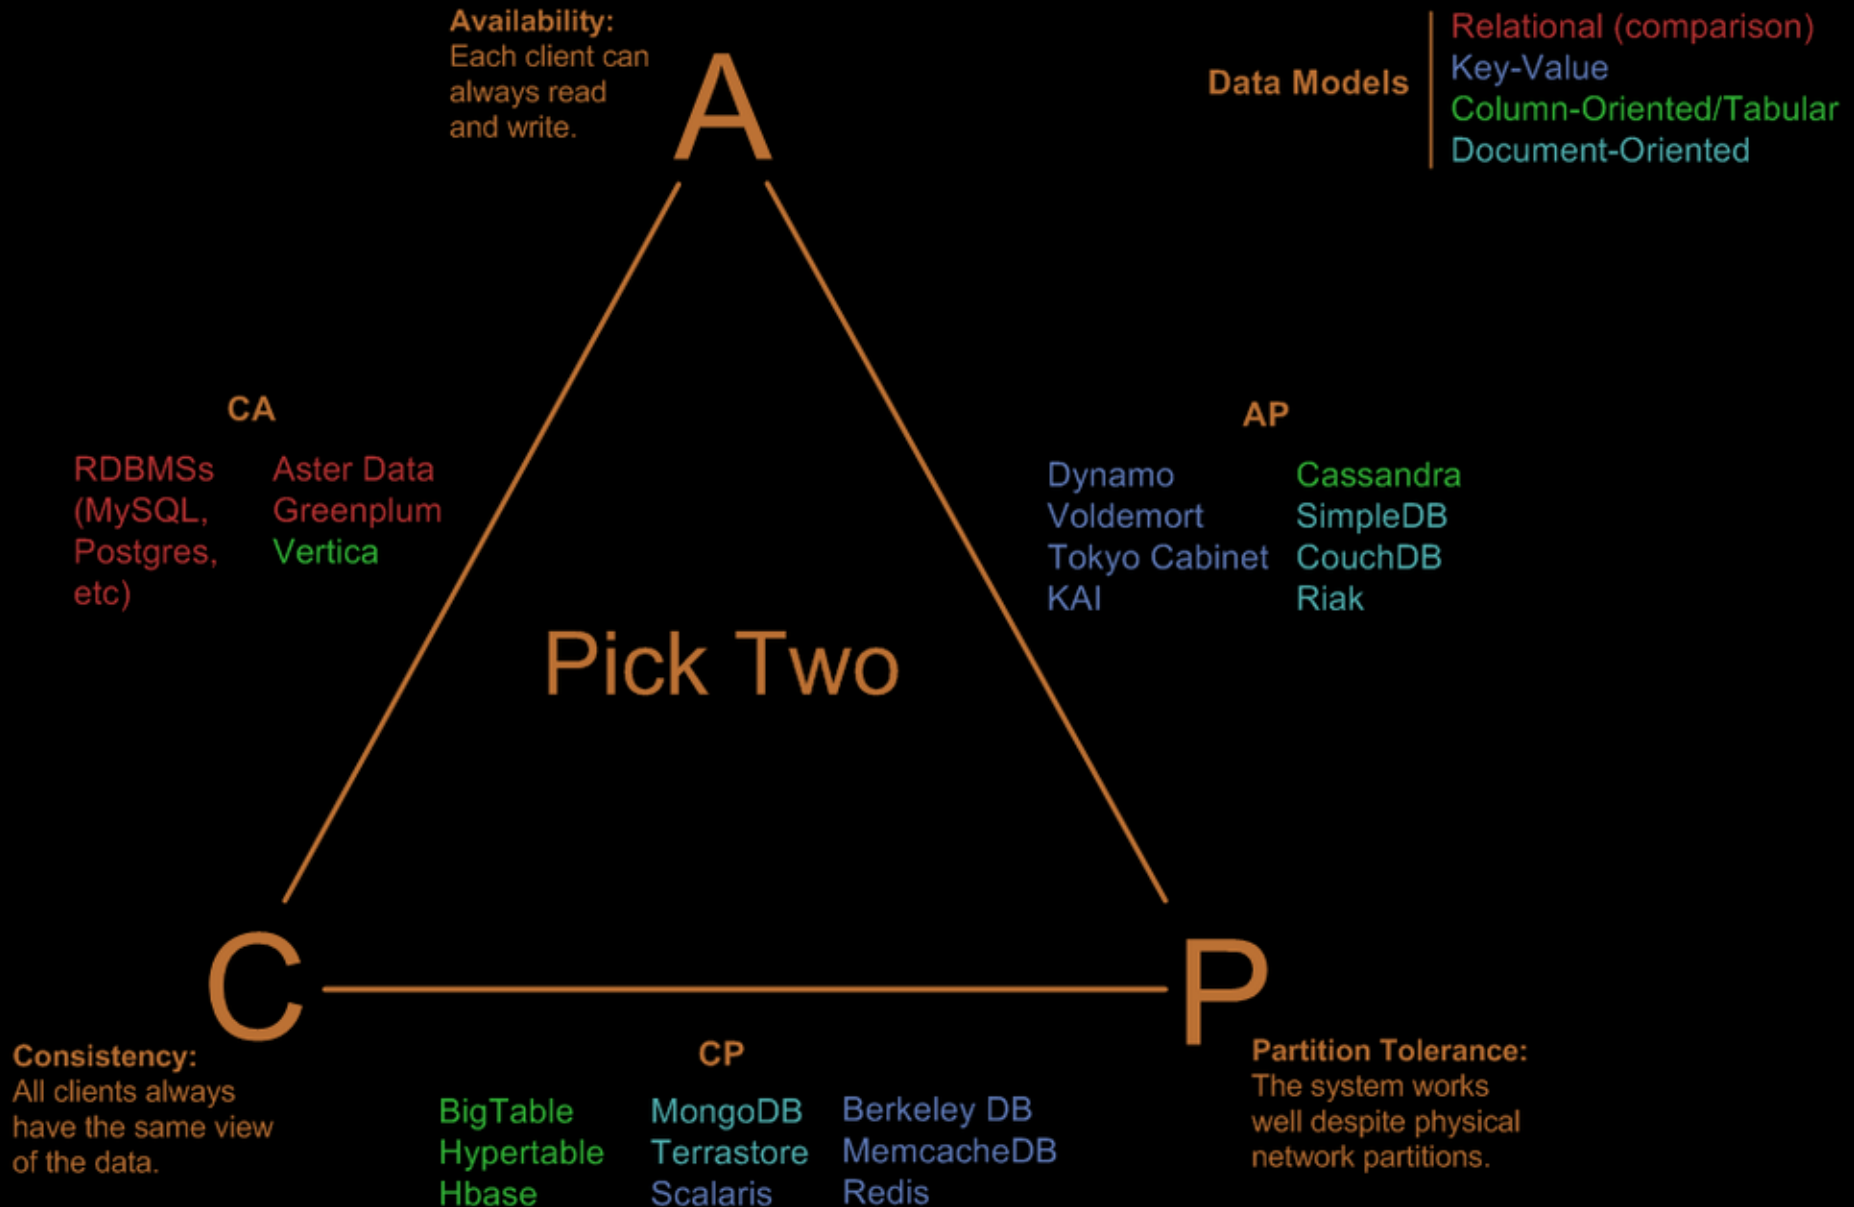 Availability:
Each client can
always read
and write.
A
Data Models
Relational (comparison)
Key-Value
Column-Oriented/Tabular
Document-Oriented
CA
RDBMSs
(MySQL,
Postgres,
etc)
Aster Data
Greenplum
Vertica
AP
Dynamo
Voldemort
Tokyo Cabinet
KAI
Cassandra
SimpleDB
CouchDB
Riak
Pick Two
C
Consistency:
All clients always
have the same view
of the data.
CP
BigTable
Hypertable
Hbase
MongoDB
Terrastore
Scalaris
Berkeley DB
MemcacheDB
Redis
P
Partition Tolerance:
The system works
well despite physical
network partitions.